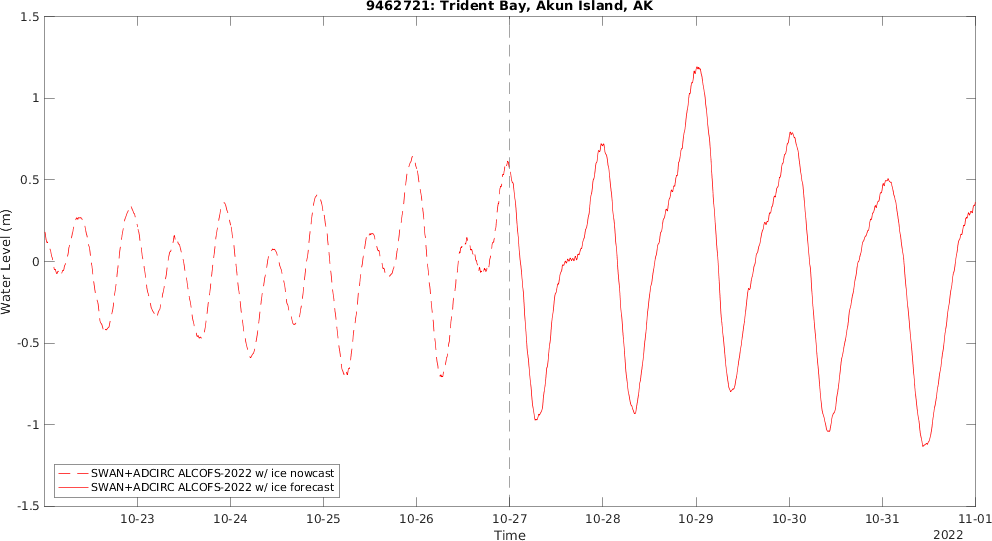 9462721: Trident Bay, Akun Island, AK
1.5
1
0.5
0
-0.5
-1
-1.5
Water Level (m)
SWAN+ADCIRC ALCOFS-2022 w/ ice nowcast
SWAN+ADCIRC ALCOFS-2022 w/ ice forecast
10-23 10-24 10-25 10-26 10-27 10-28 10-29 10-30 10-31 11-01
Time
2022